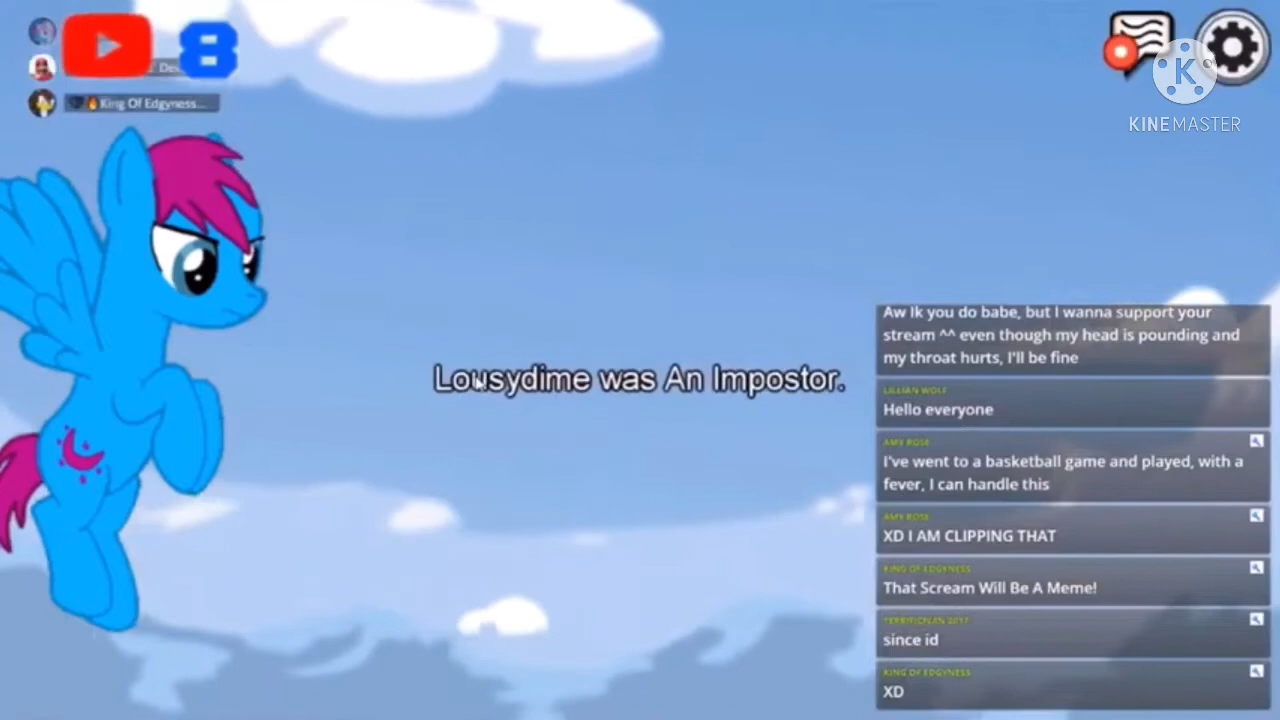 8
King Of Edgyness...
KINEMASTER
Lousydime was An Impostor.
Aw Ik you do babe, but I wanna support your
stream ^^ even though my head is pounding and
my throat hurts, I'll be fine
LILLIAN WOLF
Hello everyone
AMY ROSE
I've went to a basketball game and played, with a
fever, I can handle this
AMY ROSE
XD I AM CLIPPING THAT
KING OF EDGYNESS
That Scream Will Be A Meme!
since id
KING OF EDGYNESS
XD